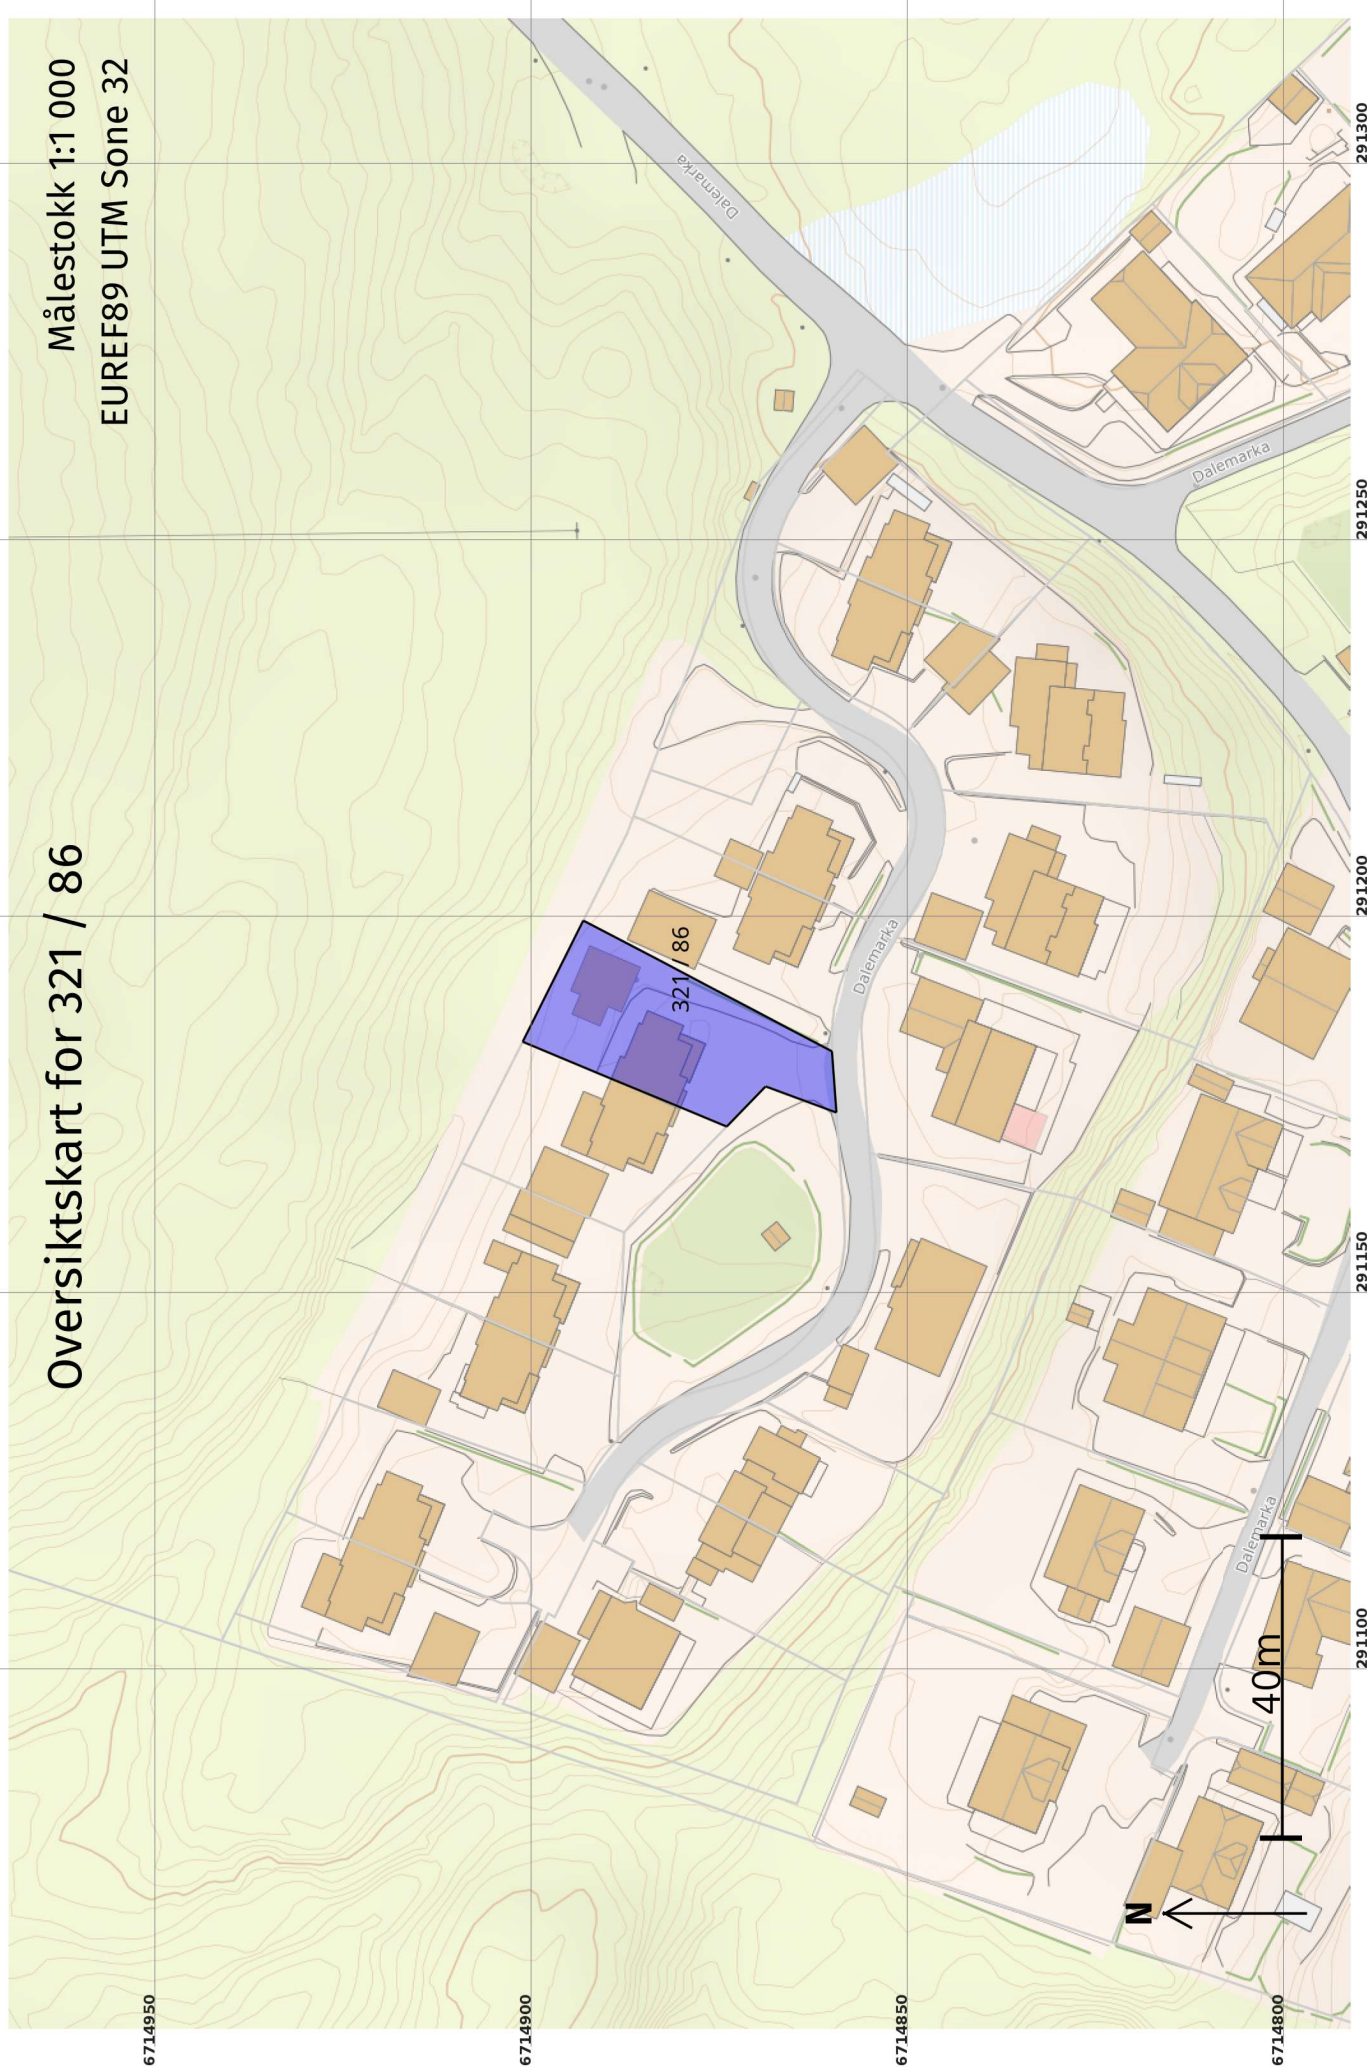 Oversiktskart for 321 / 86
Målestokk 1:1 000
EUREF89 UTM Sone 32
6714950
6714900
6714850
6714800
Dalemarka
Dalemarka
Dalemarka
Dalemarka
321 / 86
N
40m
291100
291150
291200
291250
291300